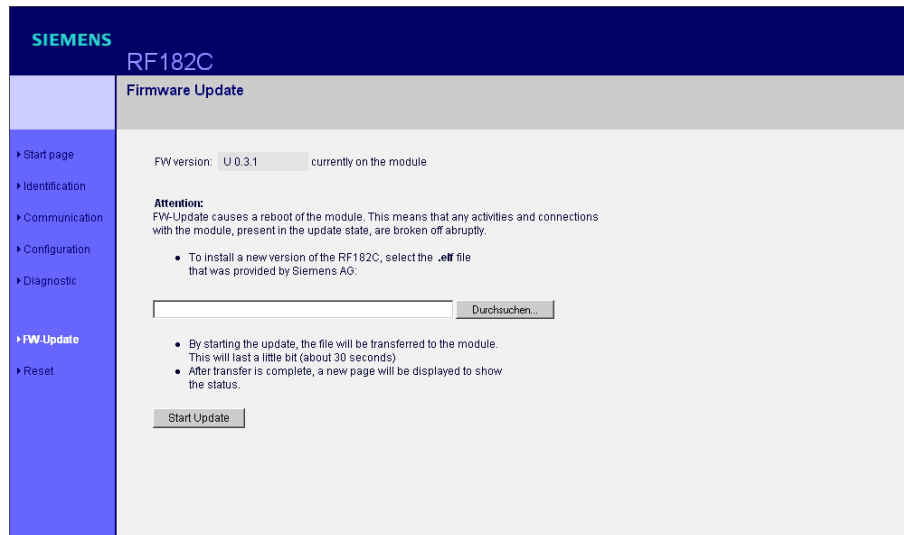 SIEMENS
RF182C
Firmware Update
Start page
Identification
Communication
Configuration
Diagnostic
FW-Update
Reset
FW version: U 0.3.1 currently on the module
Attention:
FW-Update causes a reboot of the module. This means that any activities and connections
with the module, present in the update state, are broken off abruptly.
To install a new version of the RF182C, select the .elf file
that was provided by Siemens AG:
Durchsuchen...
By starting the update, the file will be transferred to the module.
This will last a little bit (about 30 seconds)
After transfer is complete, a new page will be displayed to show
the status.
Start Update